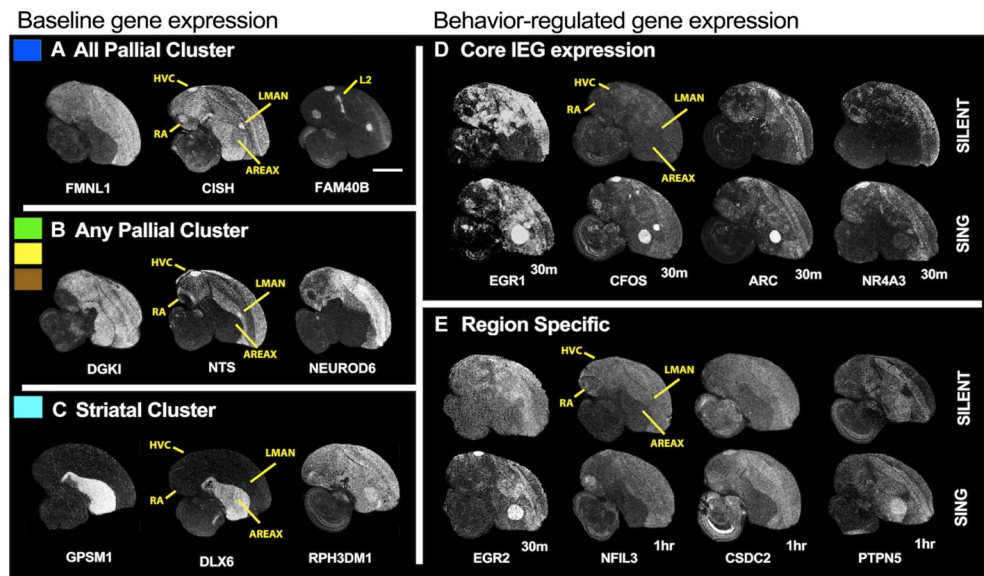 Baseline gene expression
A All Pallial Cluster
HVC
L2
LMAN
RA
AREAX
FMNL1
CISH
FAM40B
B Any Pallial Cluster
HVC
LMAN
RA
AREAX
DGKI
NTS
NEUROD6
C Striatal Cluster
HVC
LMAN
RA
AREAX
GPSM1
DLX6
RPH3DM1
Behavior-regulated gene expression
D Core IEG expression
HVC
LMAN
RA
AREAX
SILENT
SING
EGR1 30m
CFOS 30m
ARC 30m
NR4A3 30m
E Region Specific
HVC
LMAN
RA
AREAX
SILENT
SING
EGR2 30m
NFIL3 1hr
CSDC2 1hr
PTPN5 1hr